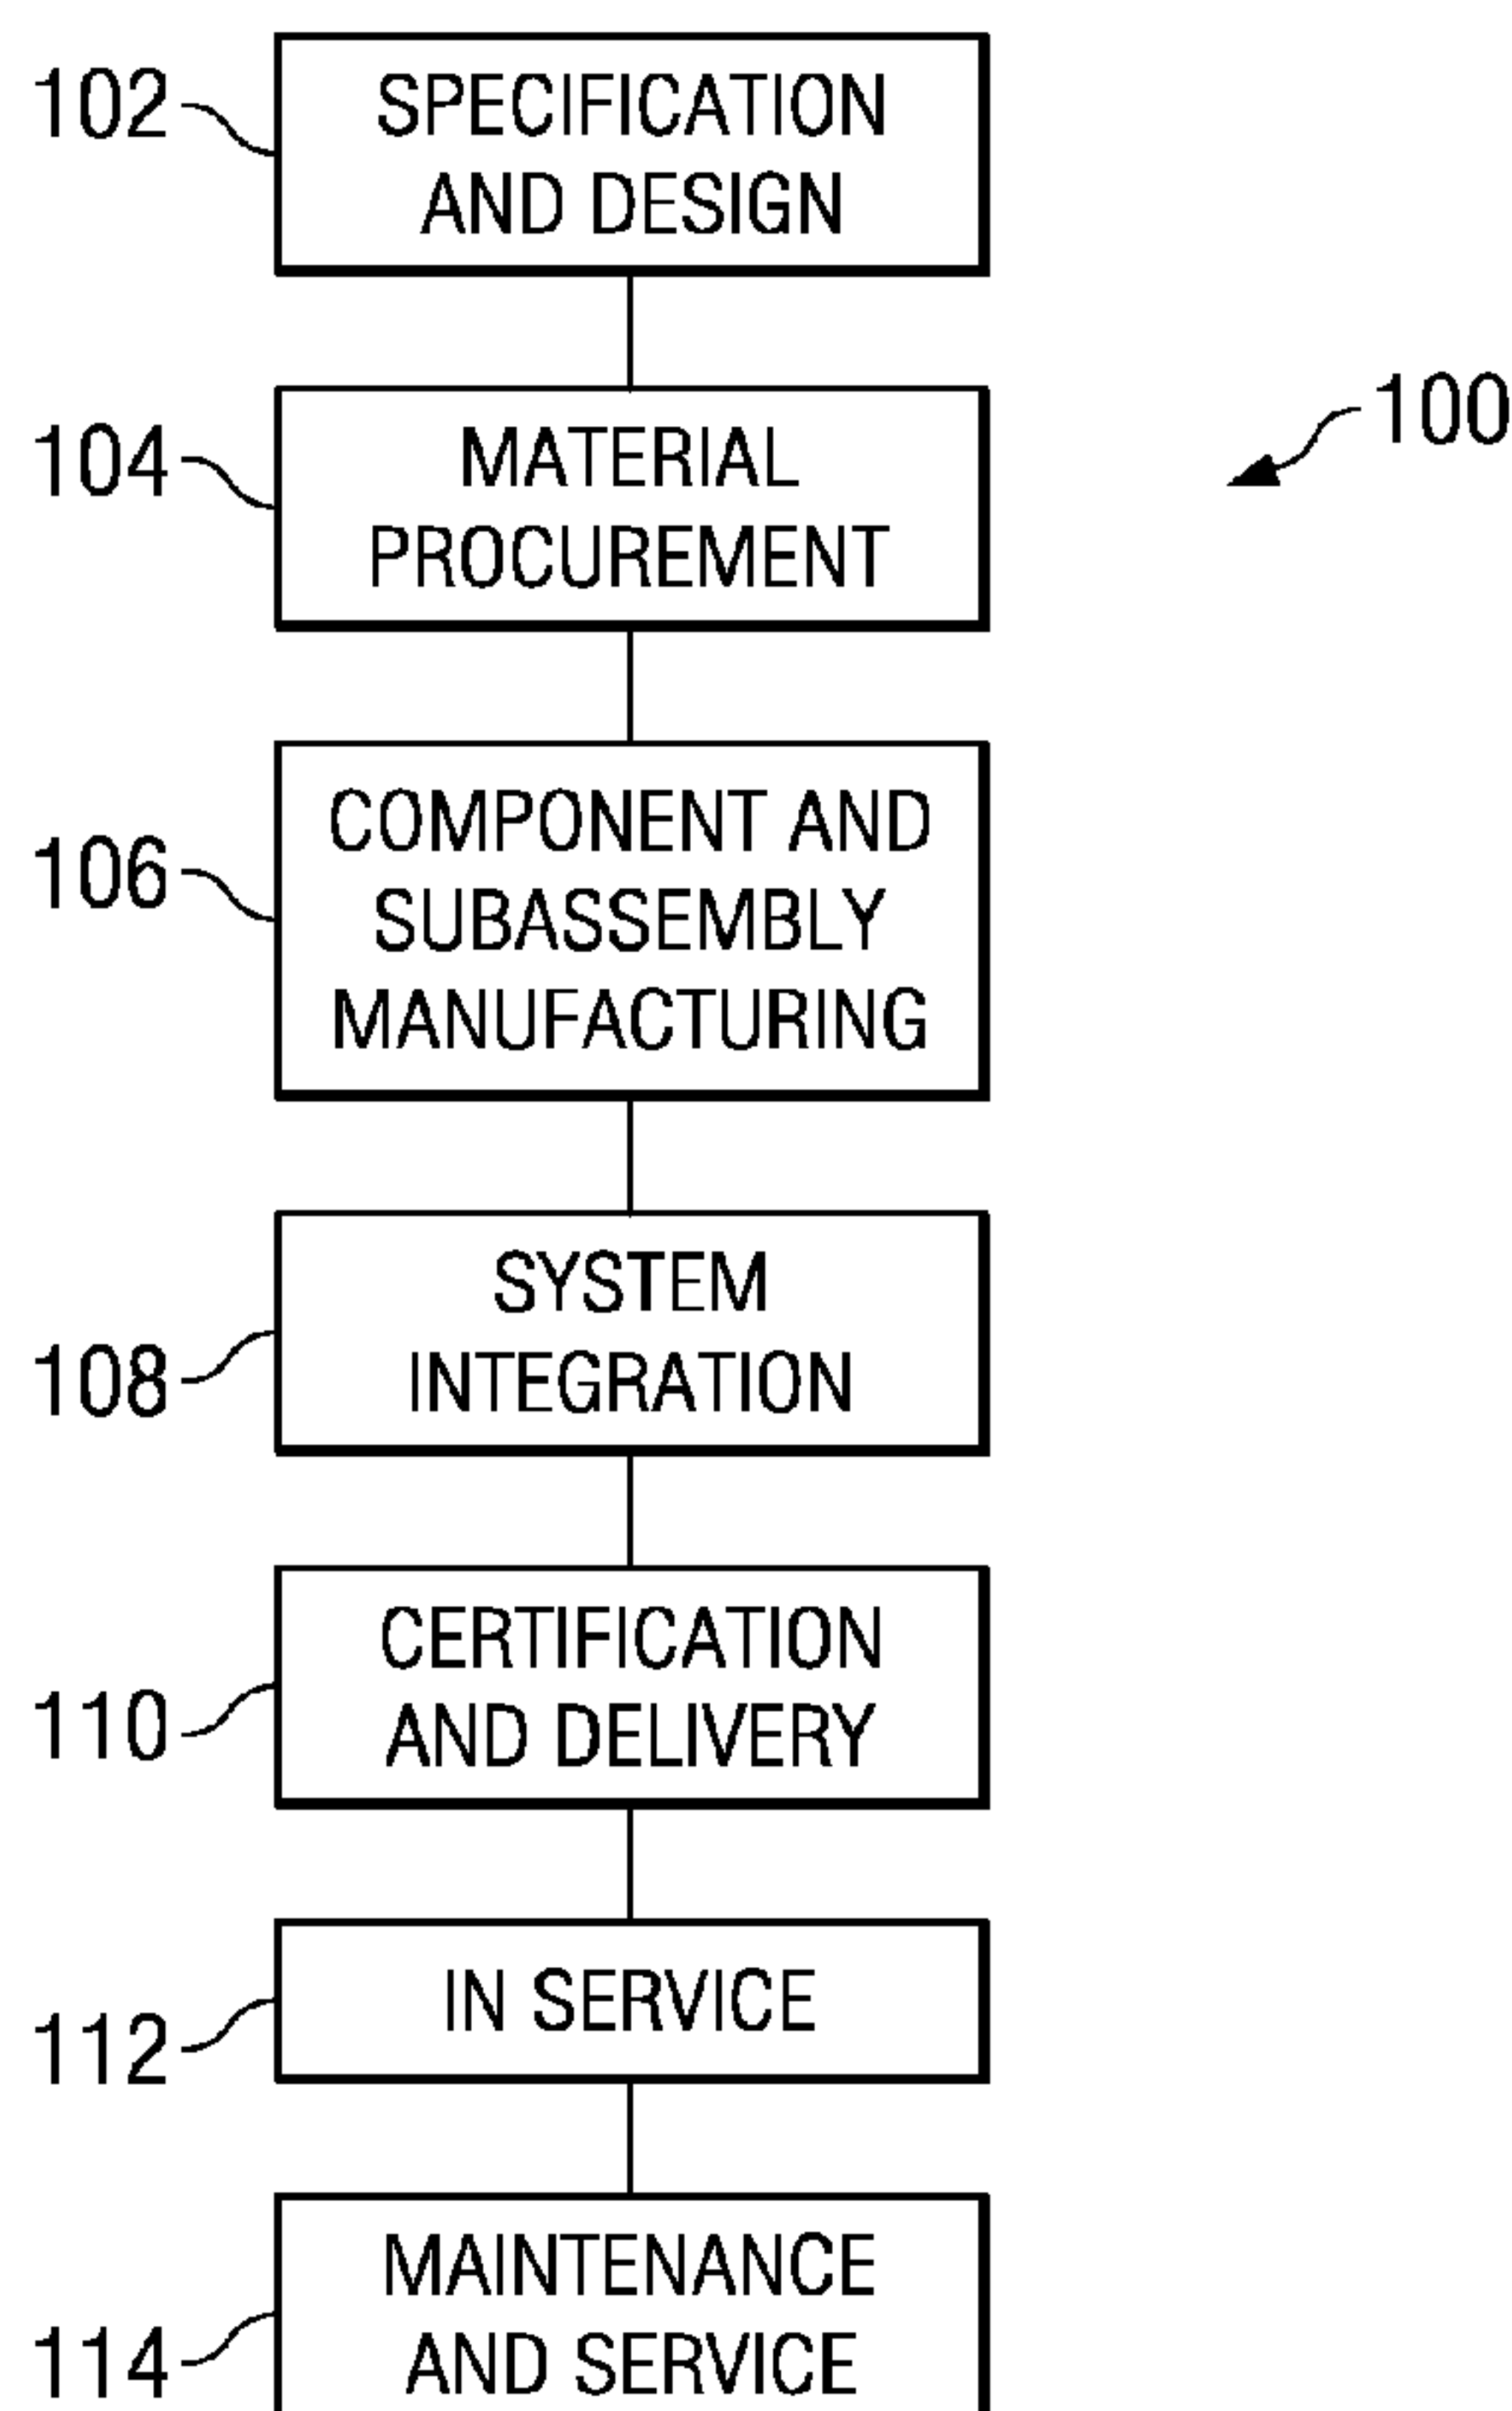 102
SPECIFICATION
AND DESIGN
100
104
MATERIAL
PROCUREMENT
106
COMPONENT AND
SUBASSEMBLY
MANUFACTURING
108
SYSTEM
INTEGRATION
110
CERTIFICATION
AND DELIVERY
112
IN SERVICE
114
MAINTENANCE
AND SERVICE